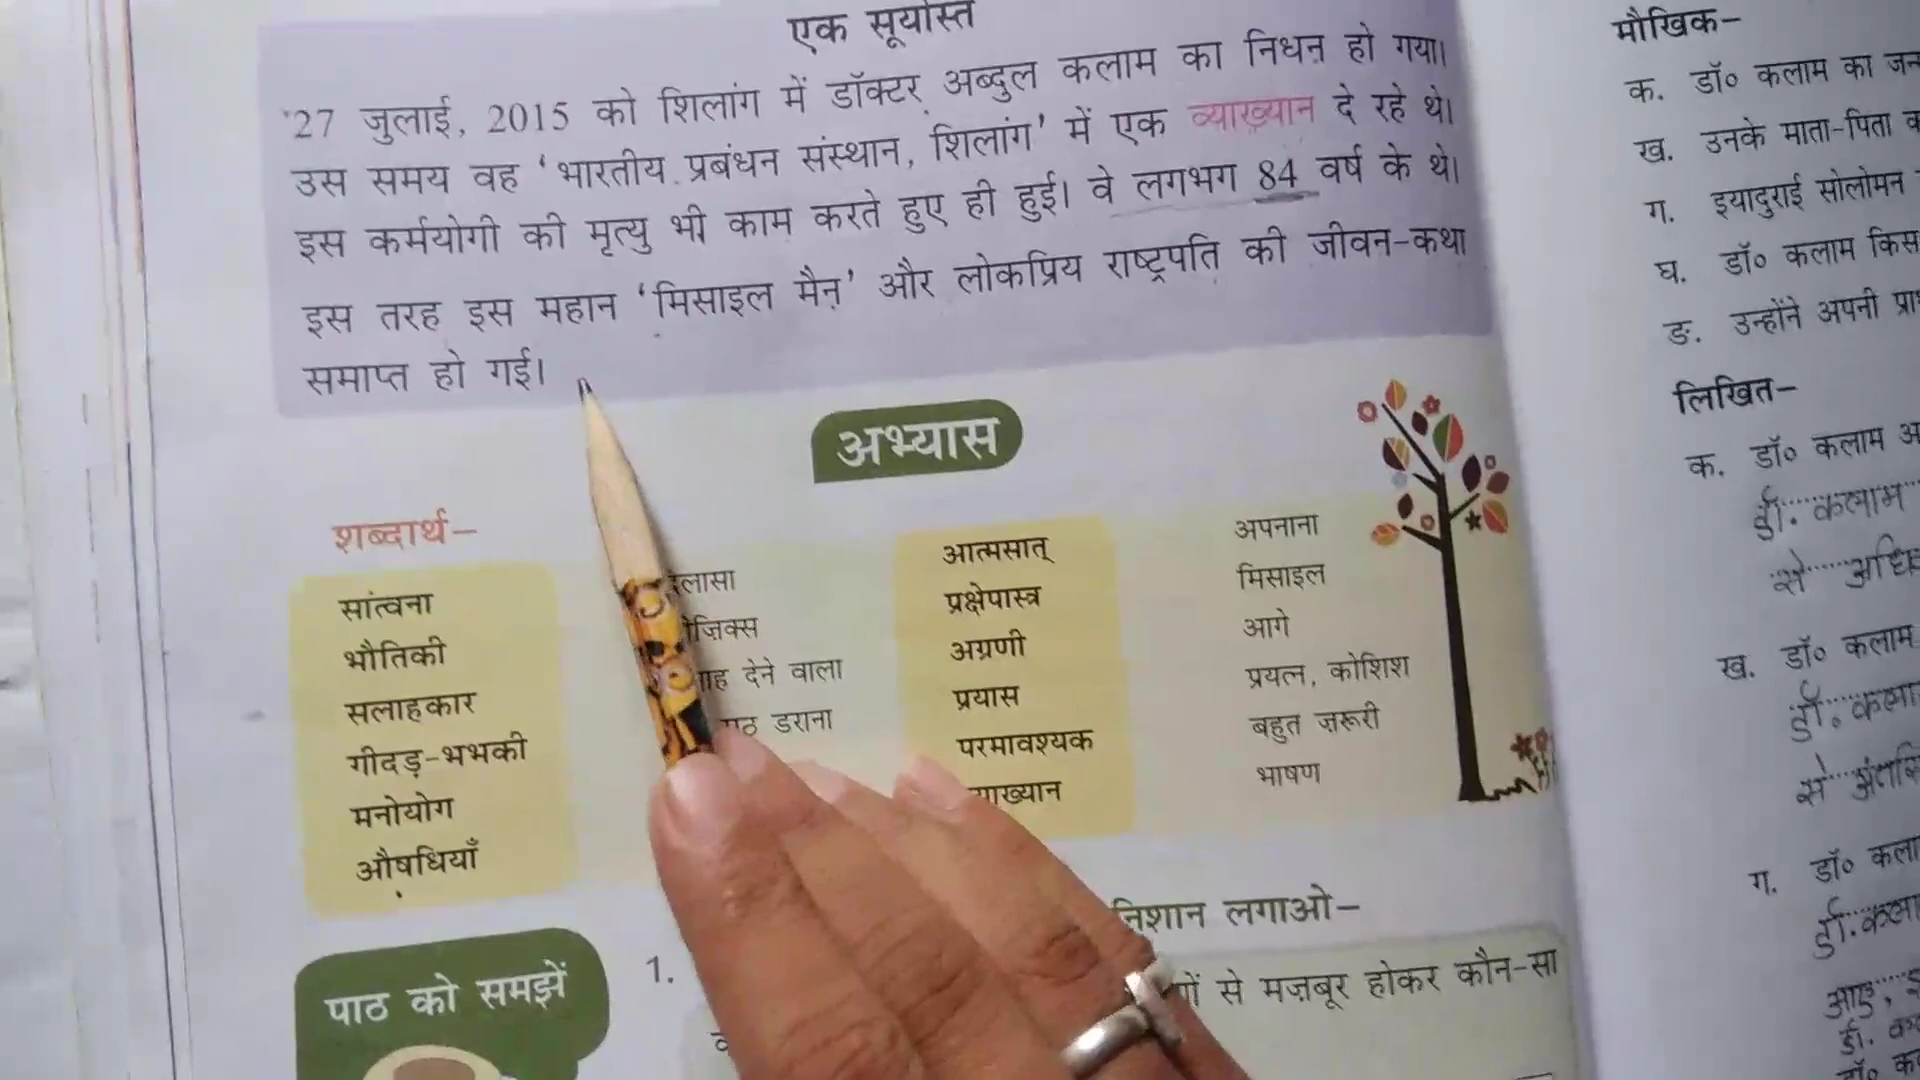 एक सूर्यास्त
27 जुलाई, 2015 को शिलांग में डॉक्टर अब्दुल कलाम का निधन हो गया।
उस समय वह 'भारतीय प्रबंधन संस्थान, शिलांग' में एक व्याख्यान दे रहे थे।
इस कर्मयोगी की मृत्यु भी काम करते हुए ही हुई। वे लगभग 84 वर्ष के थे।
इस तरह इस महान 'मिसाइल मैन' और लोकप्रिय राष्ट्रपति की जीवन-कथा
समाप्त हो गई।
अभ्यास
शब्दार्थ–
सांत्वना
भौतिकी
सलाहकार
गीदड़-भभकी
मनोयोग
औषधियाँ
देने वाला
डराना
आत्मसात्
प्रक्षेपास्त्र
अग्रणी
प्रयास
परमावश्यक
अपनाना
मिसाइल
आगे
प्रयत्न, कोशिश
बहुत ज़रूरी
भाषण
पाठ को समझें
निशान लगाओ–
1.
से मज़बूर होकर कौन-सा
मौखिक–
क. डॉ० कलाम का
ख. उनके माता-पिता
ग. इयादुराई सोलोमन
घ. डॉ० कलाम किस
ङ. उन्होंने अपनी
लिखित–
क. डॉ० कलाम
डॉ. कलाम
से
ख. डॉ० कलाम
डॉ.
से
ग. डॉ०
डॉ.